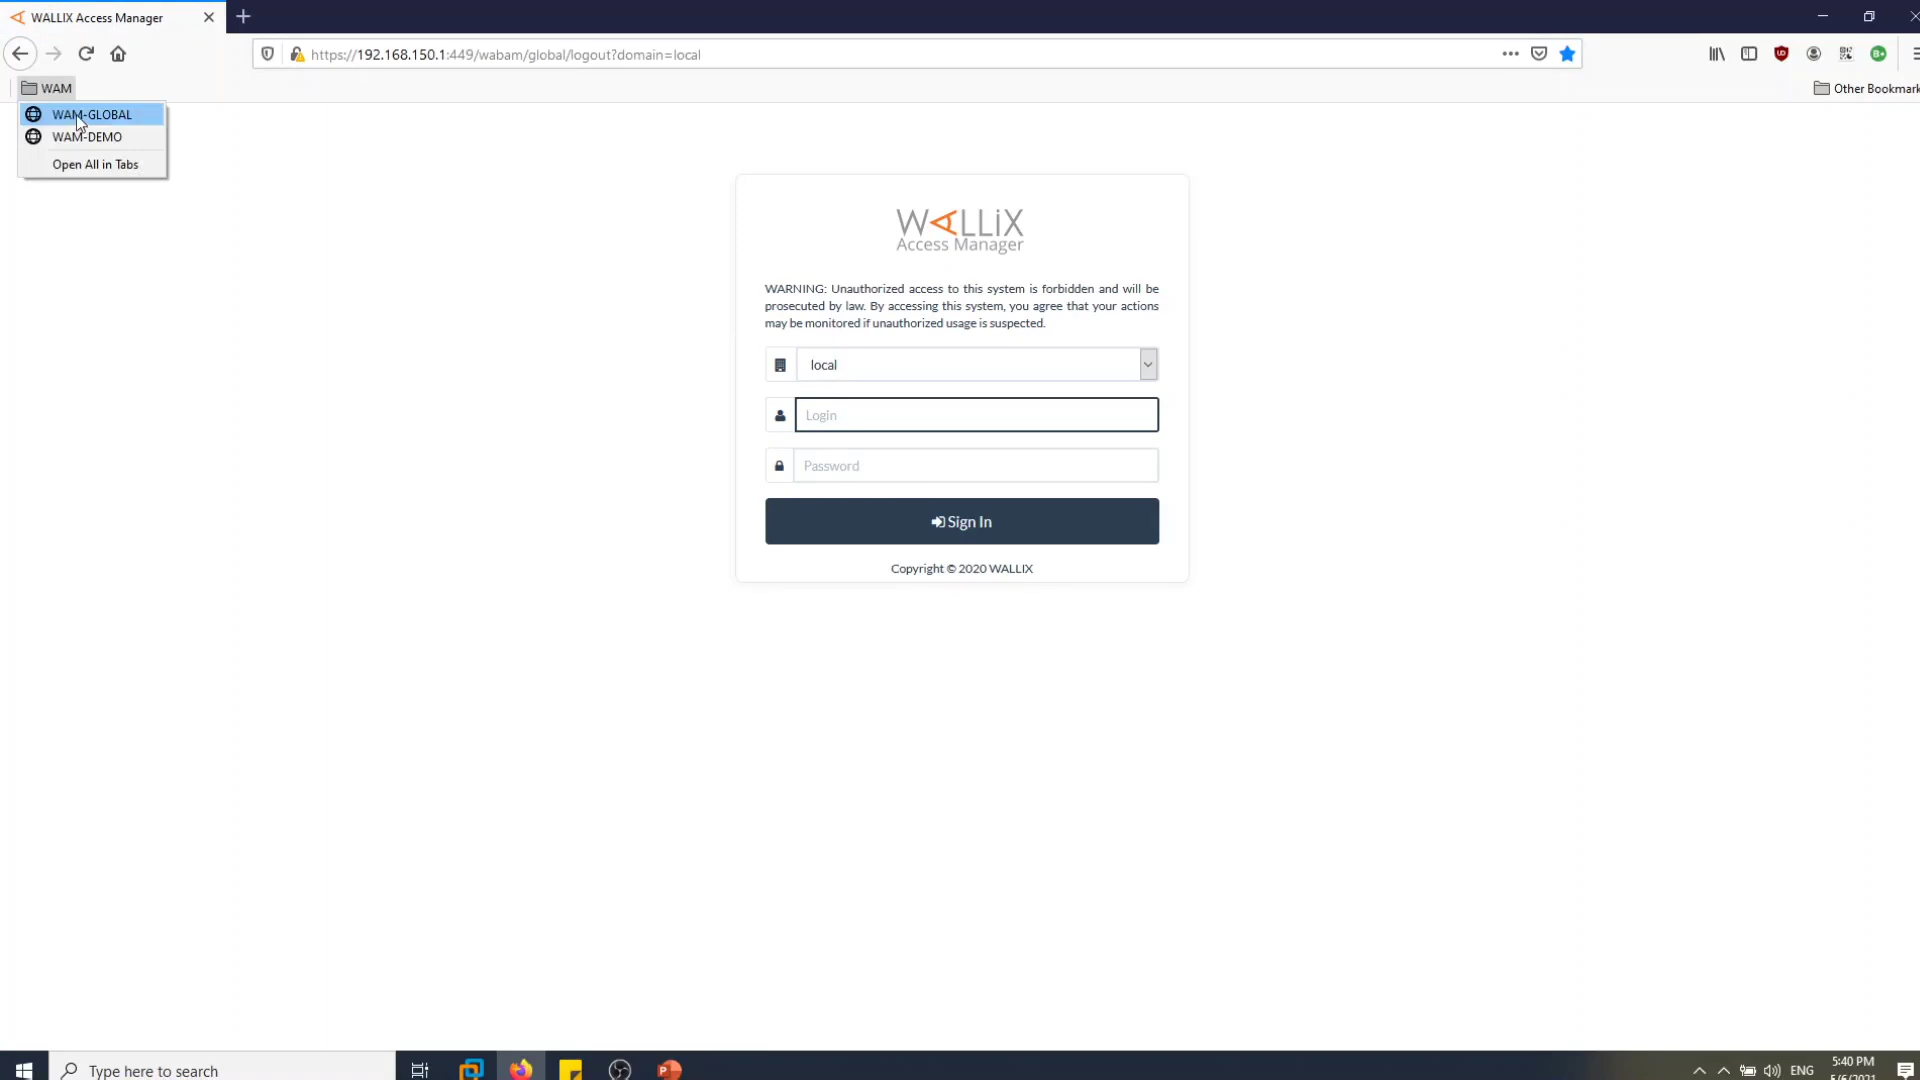 WALLIX Access Manager
https://192.168.150.1:449/wabam/global/logout?domain=local
WAM
Other Bookmark
WAM-GLOBAL
WAM-DEMO
Open All in Tabs
WALLiX
Access Manager
WARNING: Unauthorized access to this system is forbidden and will be
prosecuted by law. By accessing this system, you agree that your actions
may be monitored if unauthorized usage is suspected.
local
Login
Password
Sign In
Copyright © 2020 WALLIX
Type here to search
ENG
5:40 PM
5/6/2021